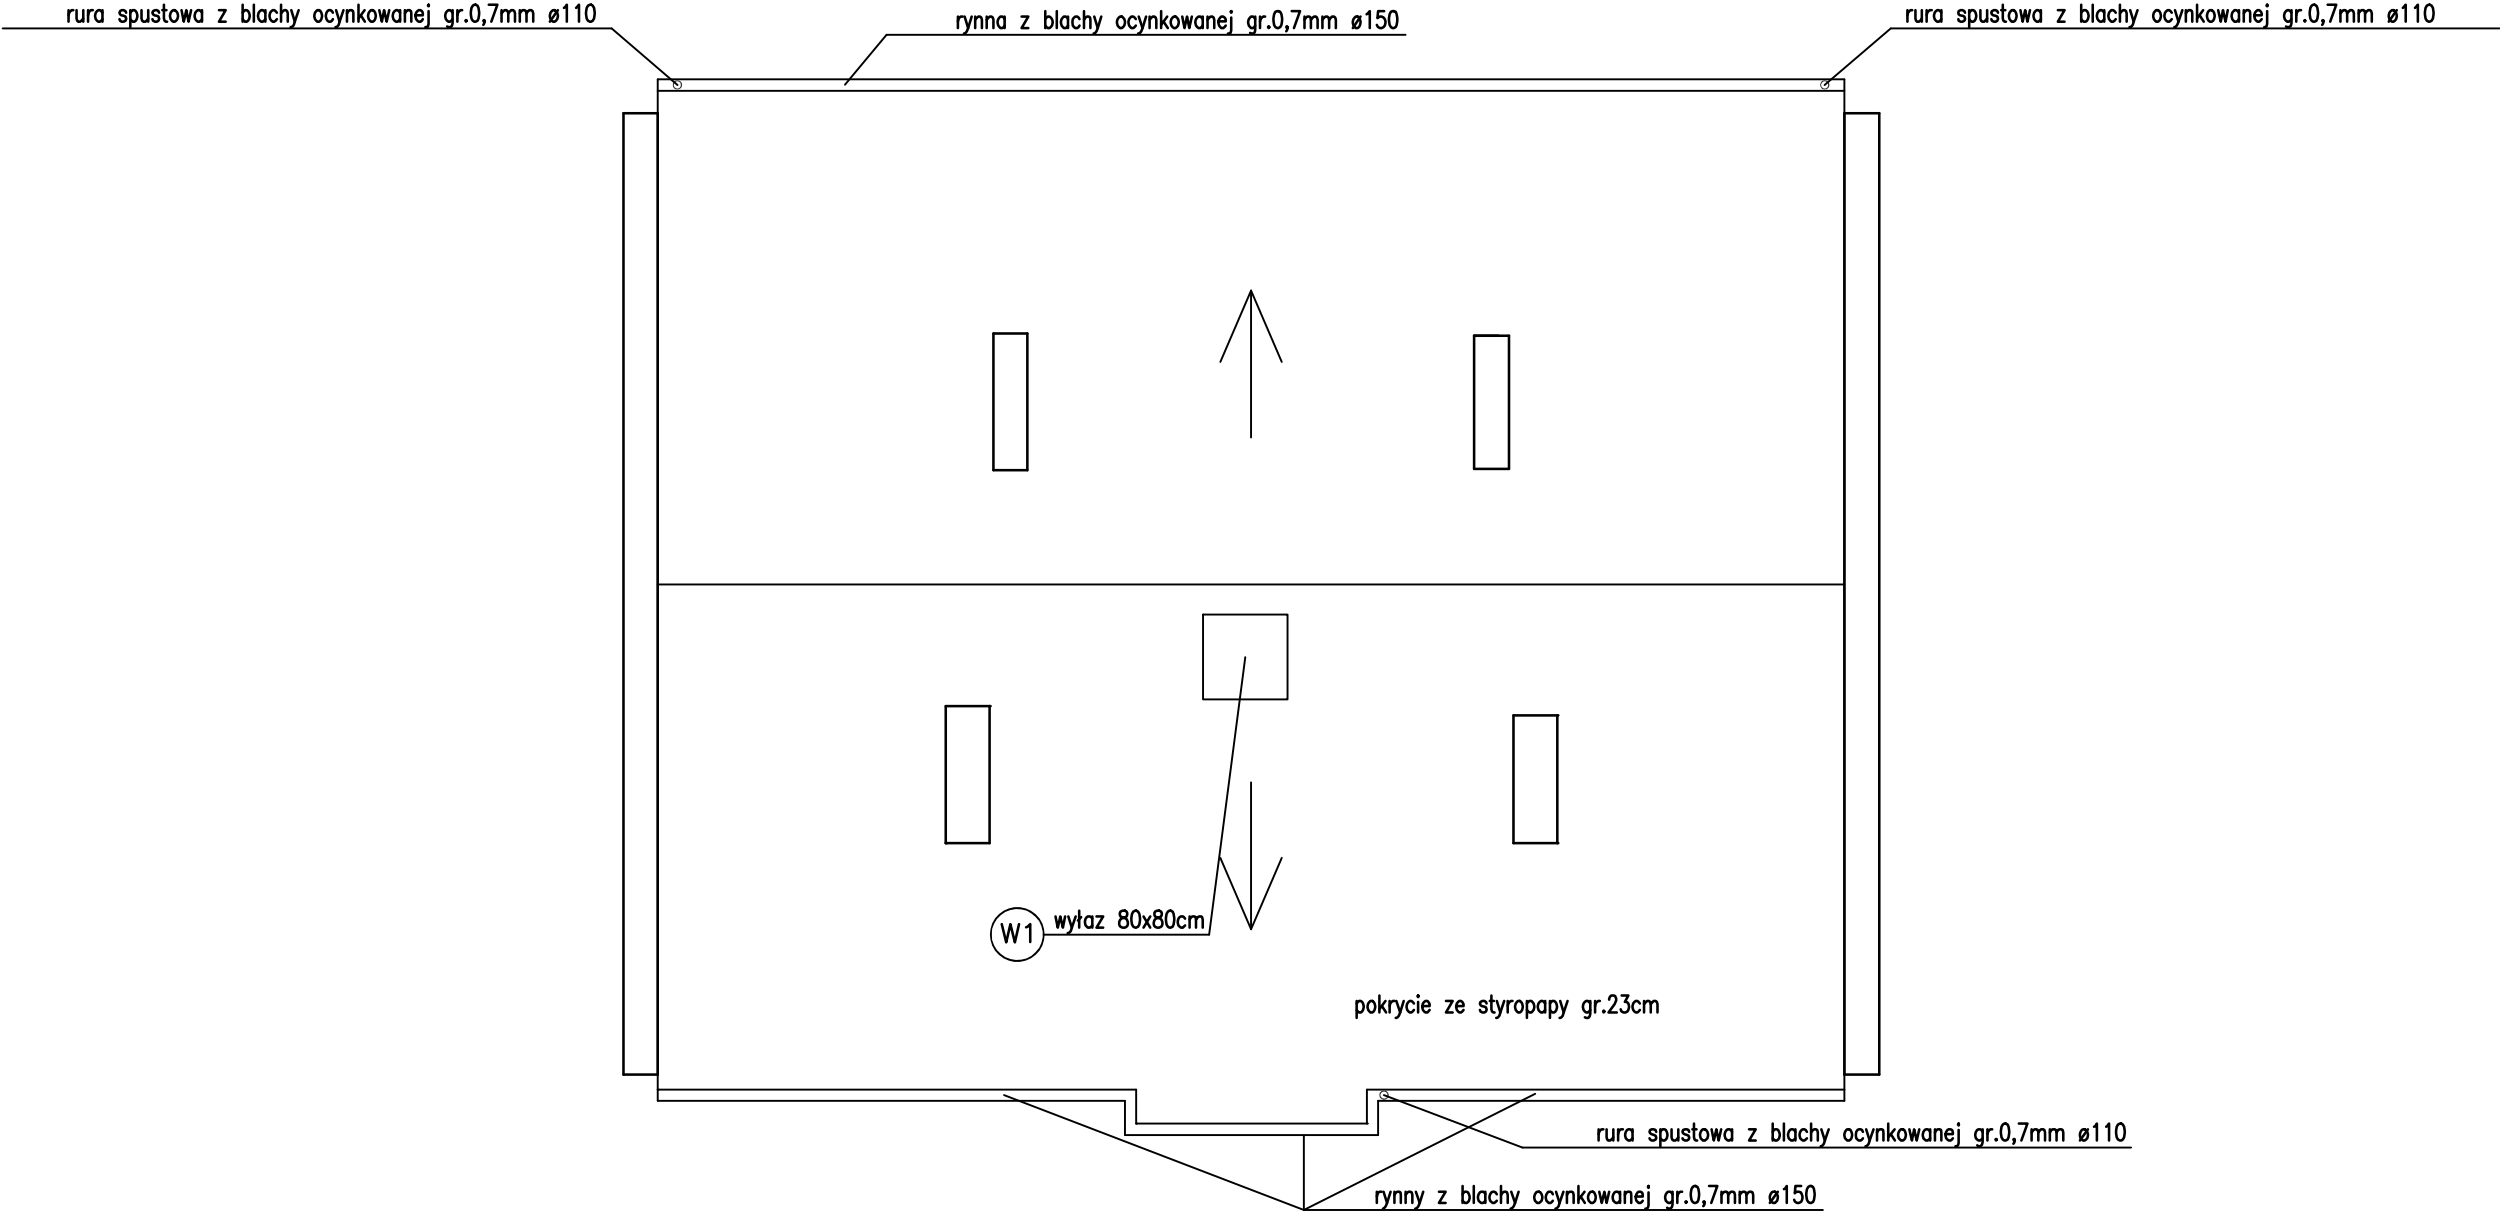 rura spustowa z blachy ocynkowanej gr.0,7mm ø110
rynna z blachy ocynkowanej gr.0,7mm ø150
rura spustowa z blachy ocynkowanej gr.0,7mm ø110
W1
wyłaz 80x80cm
pokrycie ze styropapy gr.23cm
rura spustowa z blachy ocynkowanej gr.0,7mm ø110
rynny z blachy ocynkowanej gr.0,7mm ø150